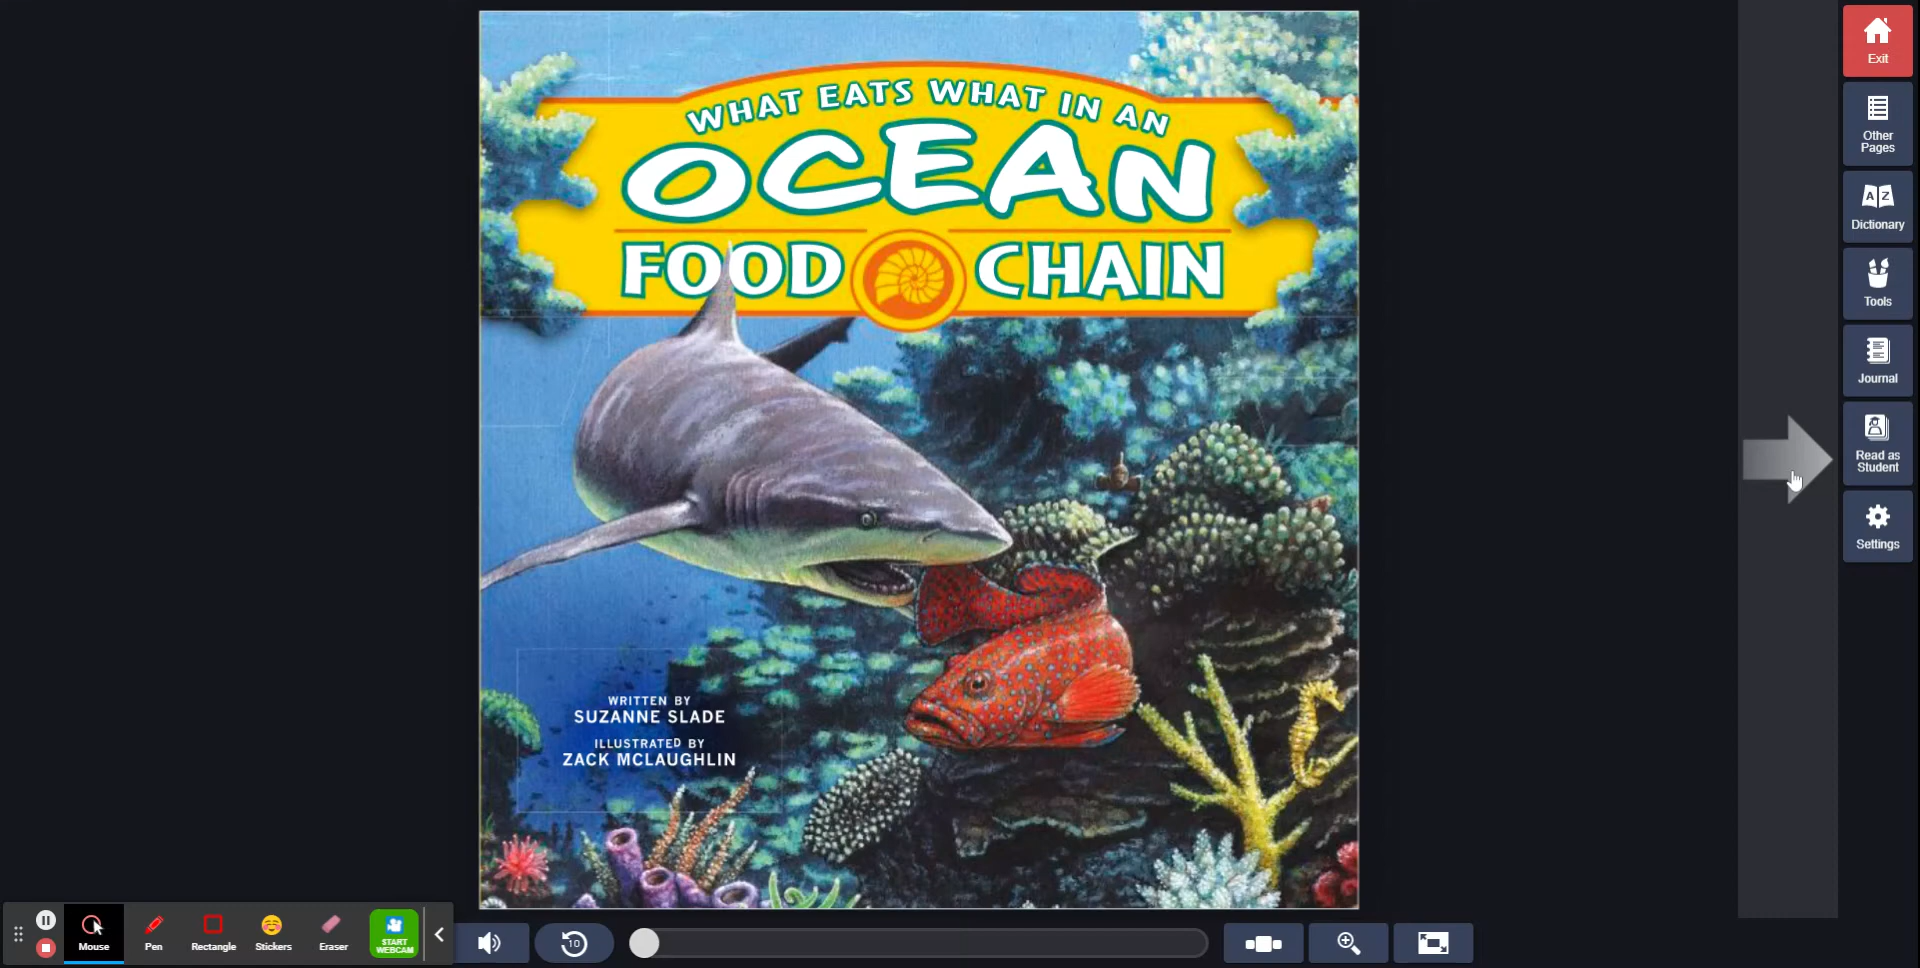 WHAT EATS WHAT IN AN
OCEAN
FOOD CHAIN
WRITTEN BY
SUZANNE SLADE
ILLUSTRATED BY
ZACK MCLAUGHLIN
Exit
Other
Pages
A Z
Dictionary
Tools
Journal
Read as
Student
Settings
Mouse
Pen
Rectangle
Stickers
Eraser
START
WEBCAM
10